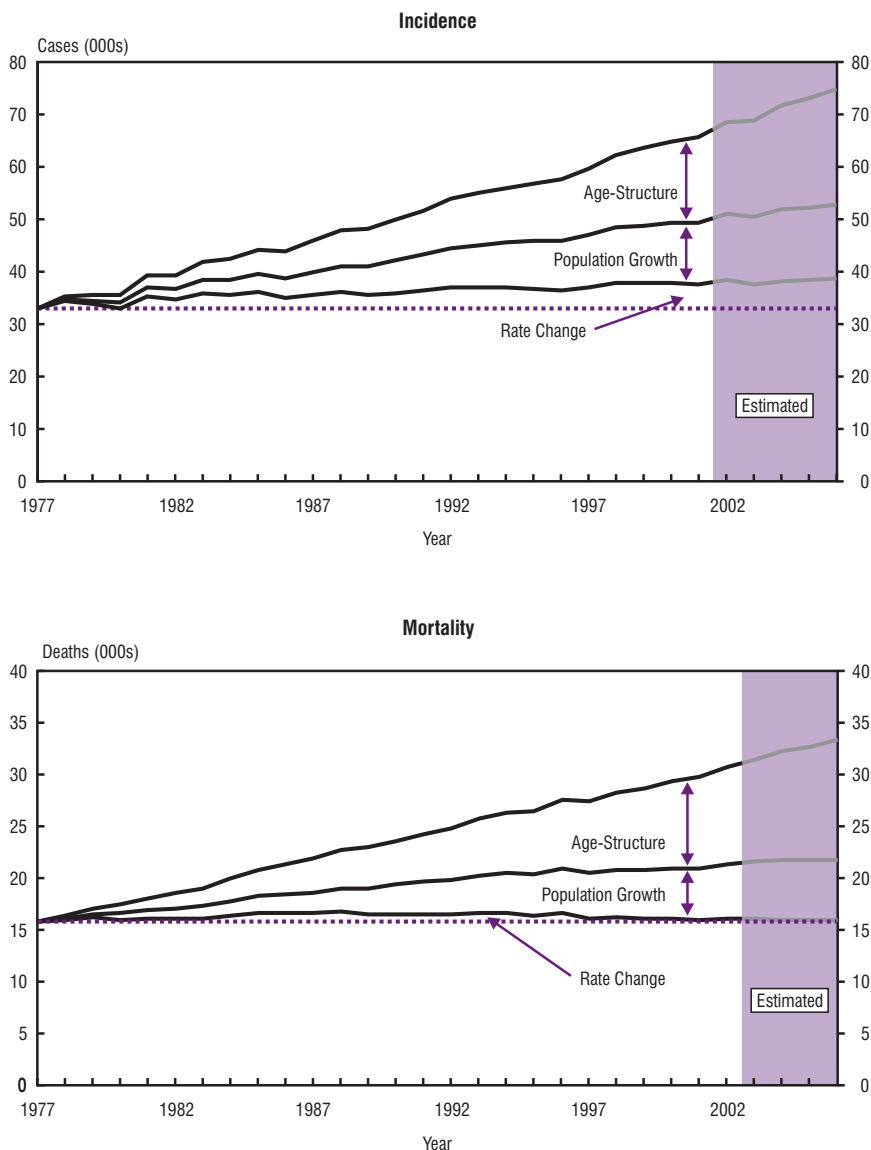 Incidence
Cases (000s)
80 80
70 70
60 60
Age-Structure
50 50
Population Growth
40 40
30 30
Rate Change
20 20
Estimated
10 10
0 0
1977 1982 1987 1992 1997 2002
Year
Mortality
Deaths (000s)
40 40
35 35
30 30
25 25
Age-Structure
20 20
Population Growth
15 15
Rate Change
10 10
Estimated
5 5
0 0
1977 1982 1987 1992 1997 2002
Year